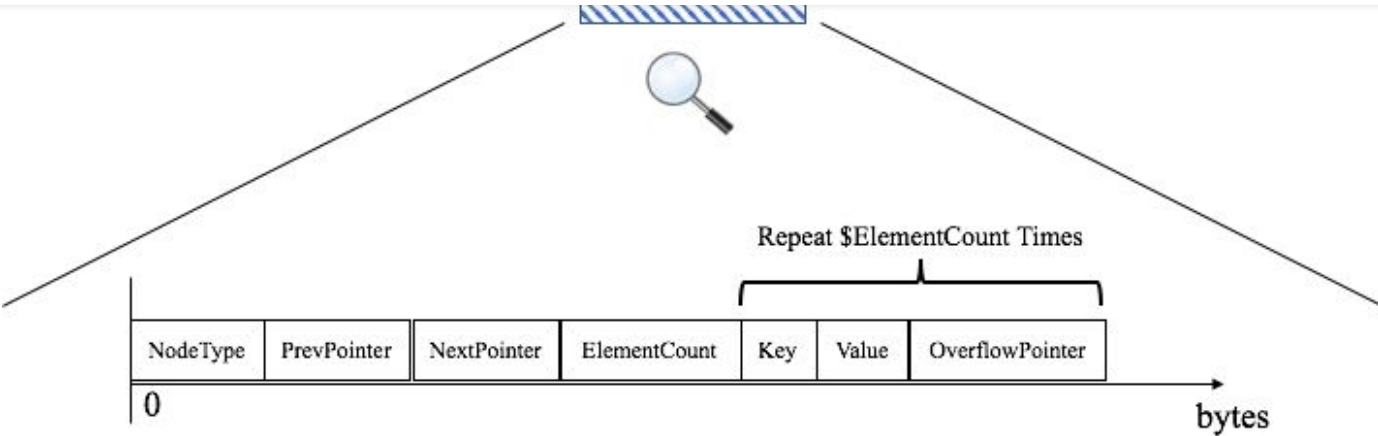 Repeat $ElementCount Times
NodeType PrevPointer NextPointer ElementCount Key Value OverflowPointer
0
bytes